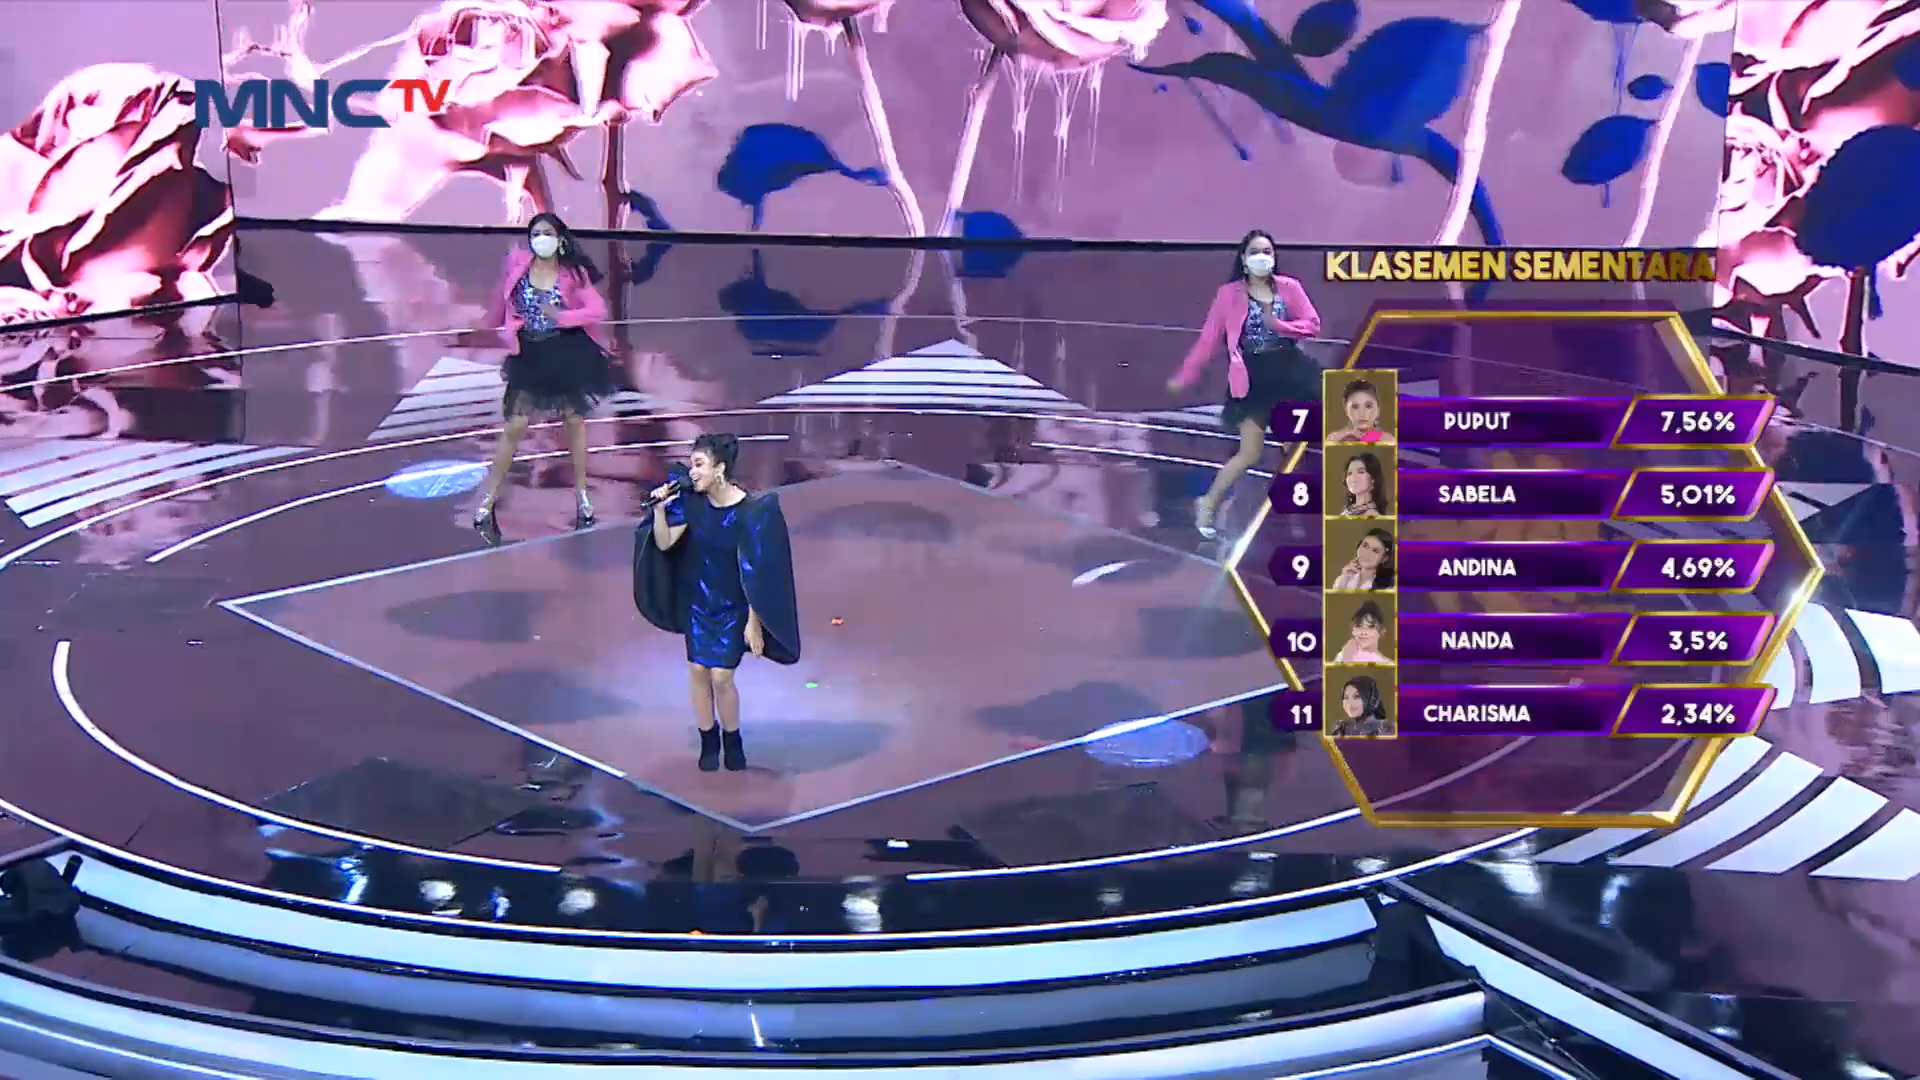 MNCTV
KLASEMEN SEMENTARA
7 PUPUT 7,56%
8 SABELA 5,01%
9 ANDINA 4,69%
10 NANDA 3,5%
11 CHARISMA 2,34%